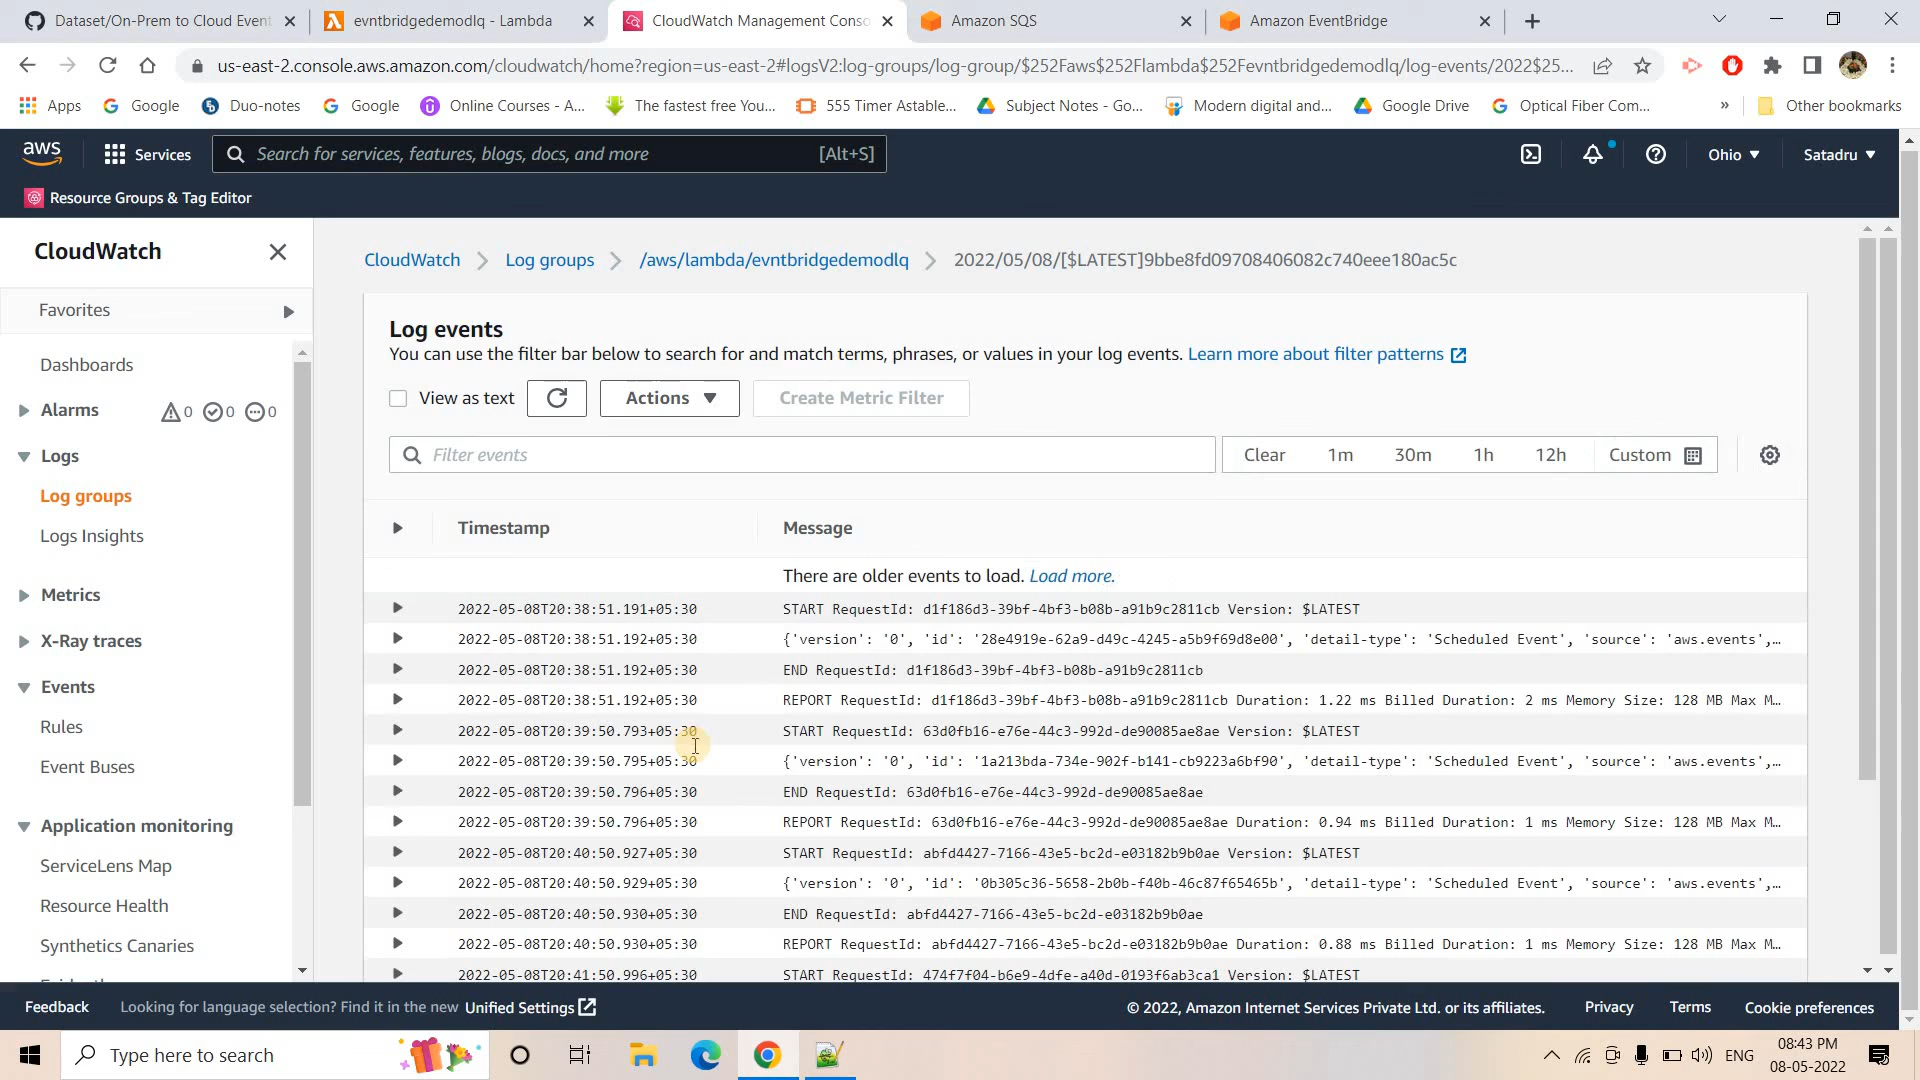 Dataset/On-Prem to Cloud Event
evntbridgedemodlq - Lambda
CloudWatch Management Conso
Amazon SQS
Amazon EventBridge
us-east-2.console.aws.amazon.com/cloudwatch/home?region=us-east-2#logsV2:log-groups/log-group/$252Faws$252Flambda$252Fevntbridgedemodlq/log-events/2022$25...
Apps
Google
Duo-notes
Google
Online Courses - A...
The fastest free You...
555 Timer Astable...
Subject Notes - Go...
Modern digital and...
Google Drive
Optical Fiber Com...
»
Other bookmarks
aws
Services
Search for services, features, blogs, docs, and more
[Alt+S]
Ohio
Satadru
Resource Groups & Tag Editor
CloudWatch
Favorites
Dashboards
Alarms
0
0
0
Logs
Log groups
Logs Insights
Metrics
X-Ray traces
Events
Rules
Event Buses
Application monitoring
ServiceLens Map
Resource Health
Synthetics Canaries
CloudWatch
Log groups
/aws/lambda/evntbridgedemodlq
2022/05/08/[$LATEST]9bbe8fd09708406082c740eee180ac5c
Log events
You can use the filter bar below to search for and match terms, phrases, or values in your log events. Learn more about filter patterns
View as text
Actions
Create Metric Filter
Filter events
Clear
1m
30m
1h
12h
Custom
Timestamp
Message
There are older events to load. Load more.
2022-05-08T20:38:51.191+05:30 START RequestId: d1f186d3-39bf-4bf3-b08b-a91b9c2811cb Version: $LATEST
2022-05-08T20:38:51.192+05:30 {'version': '0', 'id': '28e4919e-62a9-d49c-4245-a5b9f69d8e00', 'detail-type': 'Scheduled Event', 'source': 'aws.events',…
2022-05-08T20:38:51.192+05:30 END RequestId: d1f186d3-39bf-4bf3-b08b-a91b9c2811cb
2022-05-08T20:38:51.192+05:30 REPORT RequestId: d1f186d3-39bf-4bf3-b08b-a91b9c2811cb Duration: 1.22 ms Billed Duration: 2 ms Memory Size: 128 MB Max M…
2022-05-08T20:39:50.793+05:30 START RequestId: 63d0fb16-e76e-44c3-992d-de90085ae8ae Version: $LATEST
2022-05-08T20:39:50.795+05:30 {'version': '0', 'id': '1a213bda-734e-902f-b141-cb9223a6bf90', 'detail-type': 'Scheduled Event', 'source': 'aws.events',…
2022-05-08T20:39:50.796+05:30 END RequestId: 63d0fb16-e76e-44c3-992d-de90085ae8ae
2022-05-08T20:39:50.796+05:30 REPORT RequestId: 63d0fb16-e76e-44c3-992d-de90085ae8ae Duration: 0.94 ms Billed Duration: 1 ms Memory Size: 128 MB Max M…
2022-05-08T20:40:50.927+05:30 START RequestId: abfd4427-7166-43e5-bc2d-e03182b9b0ae Version: $LATEST
2022-05-08T20:40:50.929+05:30 {'version': '0', 'id': '0b305c36-5658-2b0b-f40b-46c87f65465b', 'detail-type': 'Scheduled Event', 'source': 'aws.events',…
2022-05-08T20:40:50.930+05:30 END RequestId: abfd4427-7166-43e5-bc2d-e03182b9b0ae
2022-05-08T20:40:50.930+05:30 REPORT RequestId: abfd4427-7166-43e5-bc2d-e03182b9b0ae Duration: 0.88 ms Billed Duration: 1 ms Memory Size: 128 MB Max M…
2022-05-08T20:41:50.996+05:30 START RequestId: 474f7f04-b6e9-4dfe-a40d-0193f6ab3ca1 Version: $LATEST
Feedback
Looking for language selection? Find it in the new Unified Settings
© 2022, Amazon Internet Services Private Ltd. or its affiliates.
Privacy
Terms
Cookie preferences
Type here to search
ENG
08:43 PM
08-05-2022